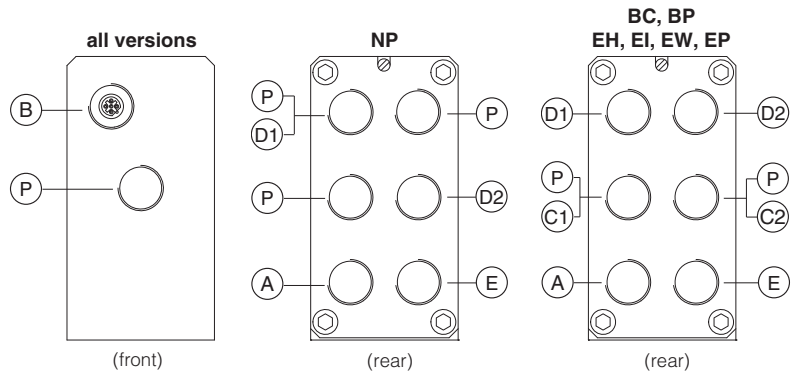 all versions
B
P
(front)
NP
P
D1
P
P
D2
A
E
(rear)
BC, BP
EH, EI, EW, EP
D1
D2
P
C1
P
C2
A
E
(rear)